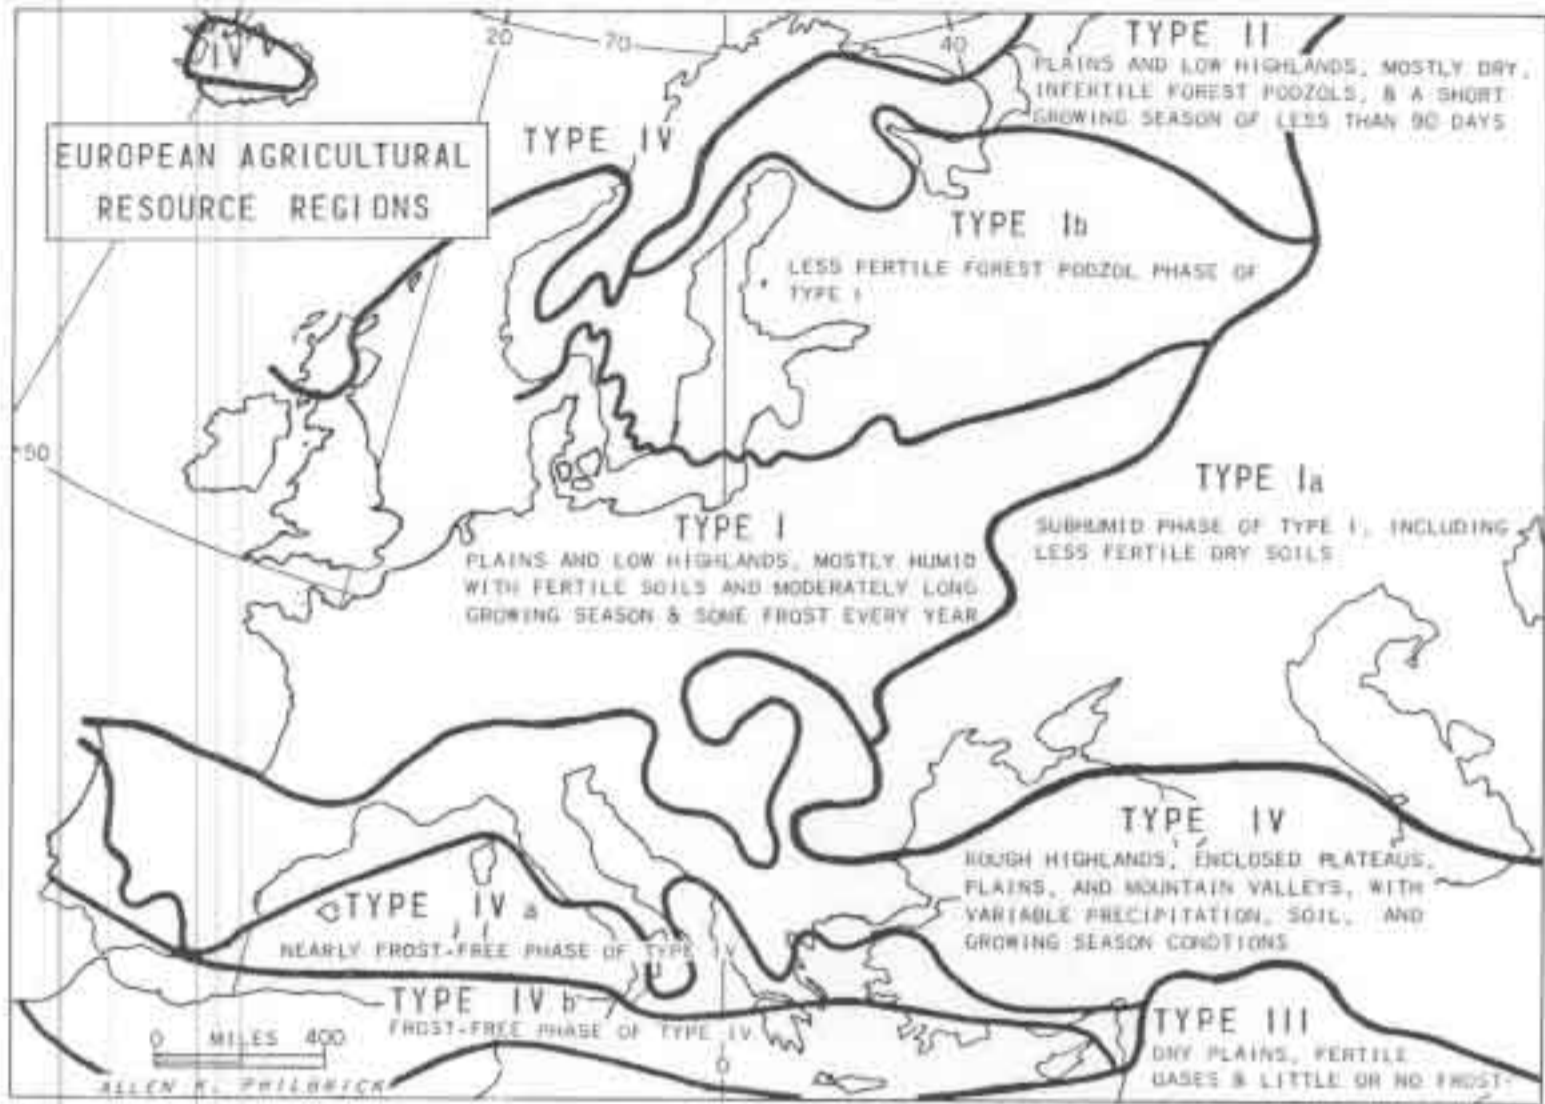 IV
20
70
40
TYPE II
PLAINS AND LOW HIGHLANDS, MOSTLY DRY,
INFERTILE FOREST PODZOLS, & A SHORT
GROWING SEASON OF LESS THAN 90 DAYS
EUROPEAN AGRICULTURAL
RESOURCE REGIONS
TYPE IV
TYPE Ib
LESS FERTILE FOREST PODZOL PHASE OF
TYPE I
50
TYPE Ia
SUBHUMID PHASE OF TYPE I, INCLUDING
LESS FERTILE DRY SOILS
TYPE I
PLAINS AND LOW HIGHLANDS, MOSTLY HUMID
WITH FERTILE SOILS AND MODERATELY LONG
GROWING SEASON & SOME FROST EVERY YEAR
TYPE IV
ROUGH HIGHLANDS, ENCLOSED PLATEAUS,
PLAINS, AND MOUNTAIN VALLEYS, WITH
VARIABLE PRECIPITATION, SOIL, AND
GROWING SEASON CONDTIONS
TYPE IV a
NEARLY FROST-FREE PHASE OF TYPE IV
TYPE IV b
FROST-FREE PHASE OF TYPE IV
TYPE III
DRY PLAINS, FERTILE
OASES & LITTLE OR NO FROST
0 MILES 400
0
ALLEN K. PHILBRICK